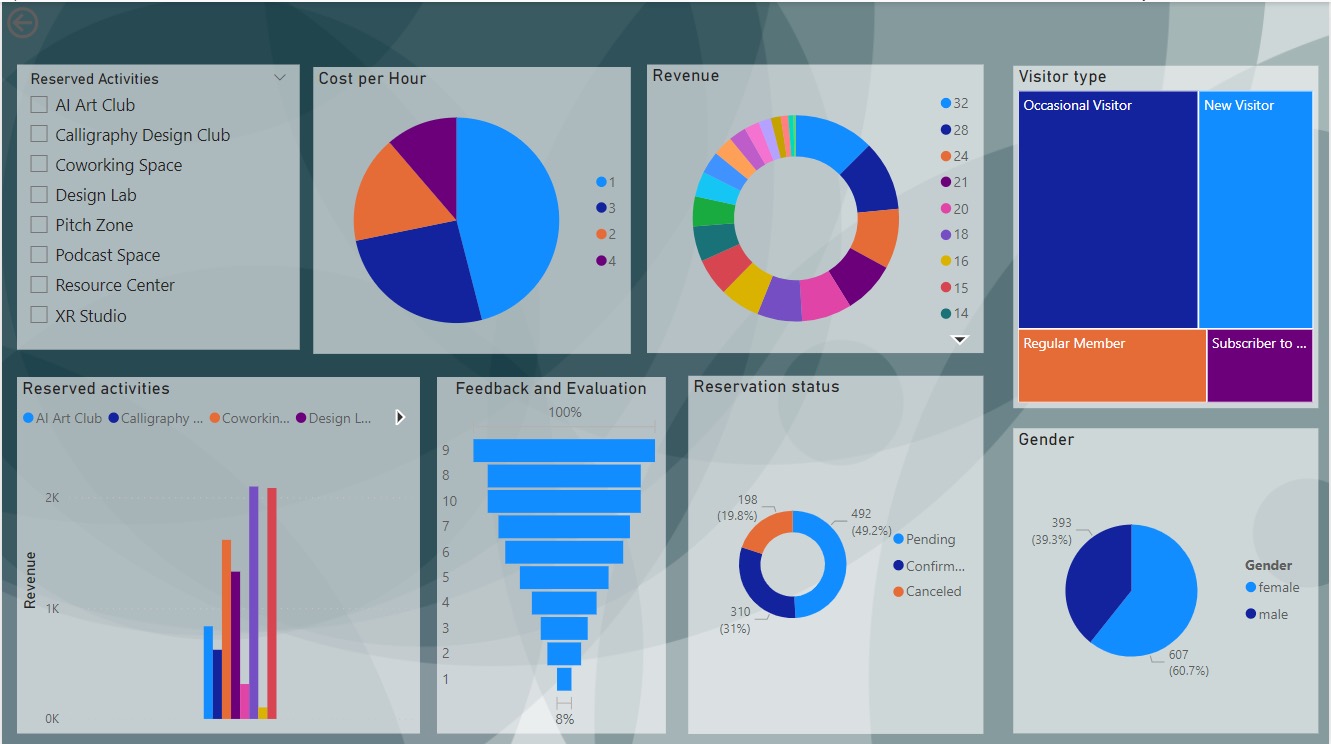 Reserved Activities
AI Art Club
Calligraphy Design Club
Coworking Space
Design Lab
Pitch Zone
Podcast Space
Resource Center
XR Studio
Cost per Hour
1
3
2
4
Revenue
32
28
24
21
20
18
16
15
14
Visitor type
Occasional Visitor
New Visitor
Regular Member
Subscriber to ...
Reserved activities
AI Art Club
Calligraphy ...
Coworkin...
Design L...
2K
1K
0K
Revenue
Feedback and Evaluation
100%
9
8
10
7
6
5
4
3
2
1
8%
Reservation status
198
(19.8%)
492
(49.2%)
310
(31%)
Pending
Confirm...
Canceled
Gender
393
(39.3%)
607
(60.7%)
Gender
female
male